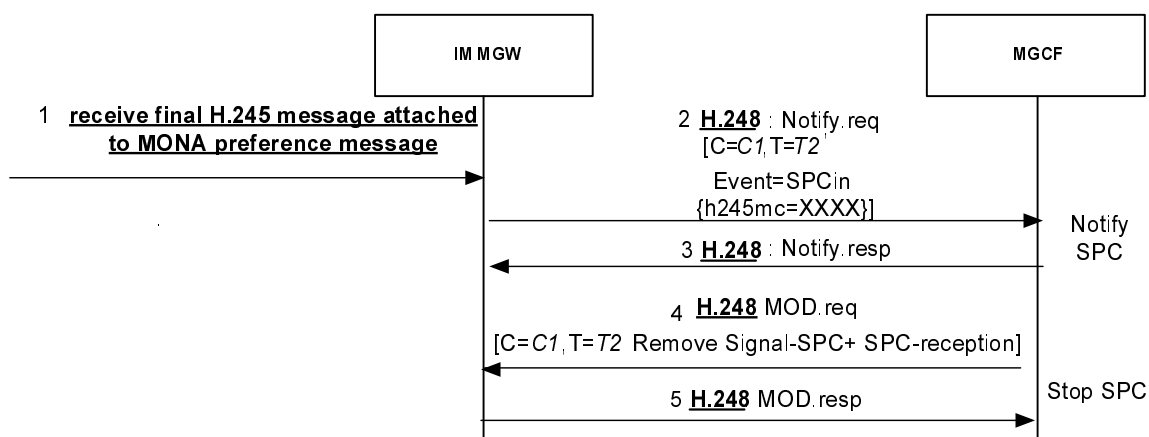 IM MGW
MGCF
1 receive final H.245 message attached
to MONA preference message
2 H.248 : Notify.req
[C=C1,T=T2
Event=SPCin
{h245mc=XXXX}]
Notify
SPC
3 H.248 : Notify.resp
4 H.248 MOD.req
[C=C1,T=T2 Remove Signal-SPC+ SPC-reception]
Stop SPC
5 H.248 MOD.resp